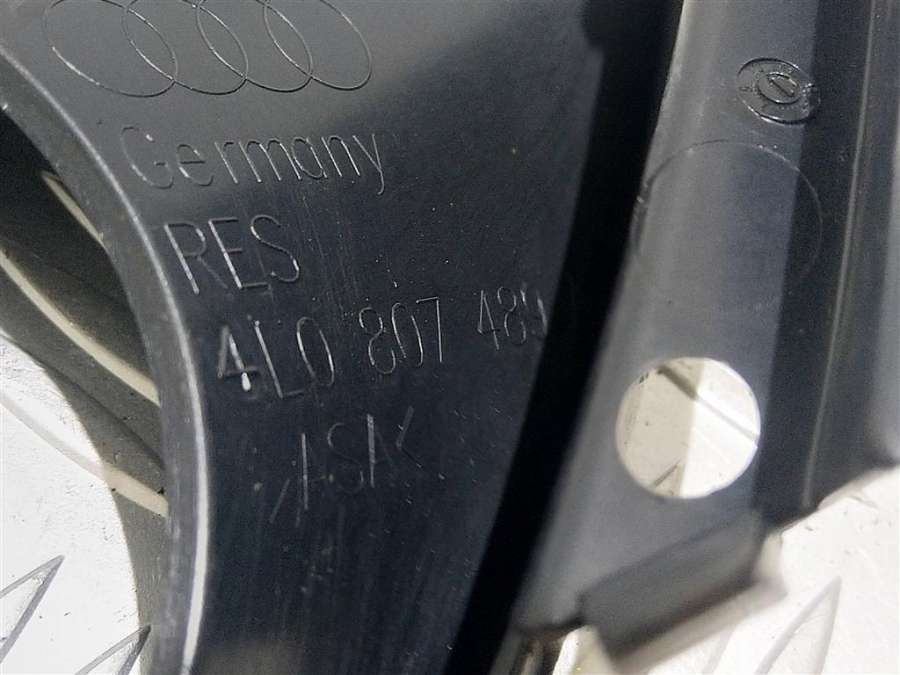 Germany
RES
4L0 807 489
>ASA<